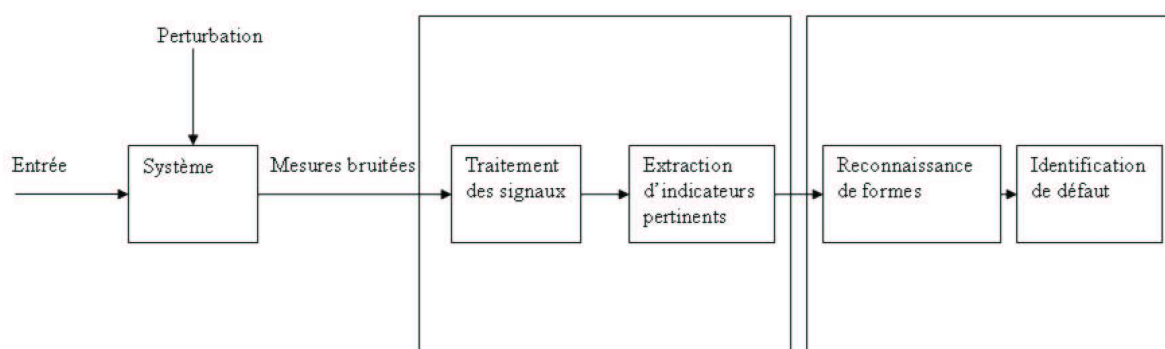 Perturbation
Entrée
Système
Mesures bruitées
Traitement
des signaux
Extraction
d'indicateurs
pertinents
Reconnaissance
de formes
Identification
de défaut